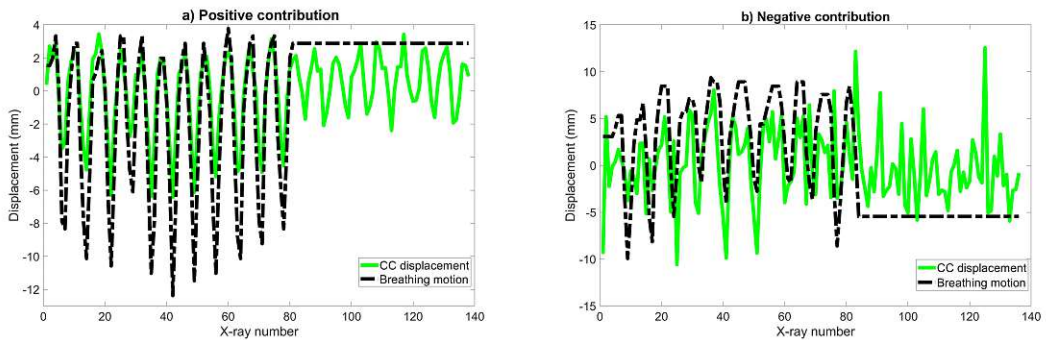 a) Positive contribution
Displacement (mm)
4
2
0
-2
-4
-6
-8
-10
-12
0 20 40 60 80 100 120 140
X-ray number
CC displacement
Breathing motion
b) Negative contribution
Displacement (mm)
15
10
5
0
-5
-10
-15
0 20 40 60 80 100 120 140
X-ray number
CC displacement
Breathing motion